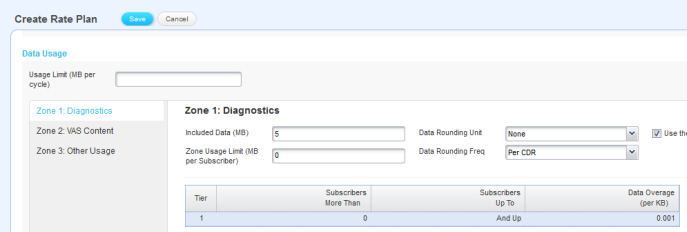 Create Rate Plan Save Cancel
Data Usage
Usage Limit (MB per
cycle)
Zone 1: Diagnostics
Zone 2: VAS Content
Zone 3: Other Usage
Zone 1: Diagnostics
Included Data (MB) 5 Data Rounding Unit None Use the
Zone Usage Limit (MB
per Subscriber) 0 Data Rounding Freq Per CDR
Tier Subscribers More Than Subscribers Up To Data Overage (per KB)
1 0 And Up 0.001